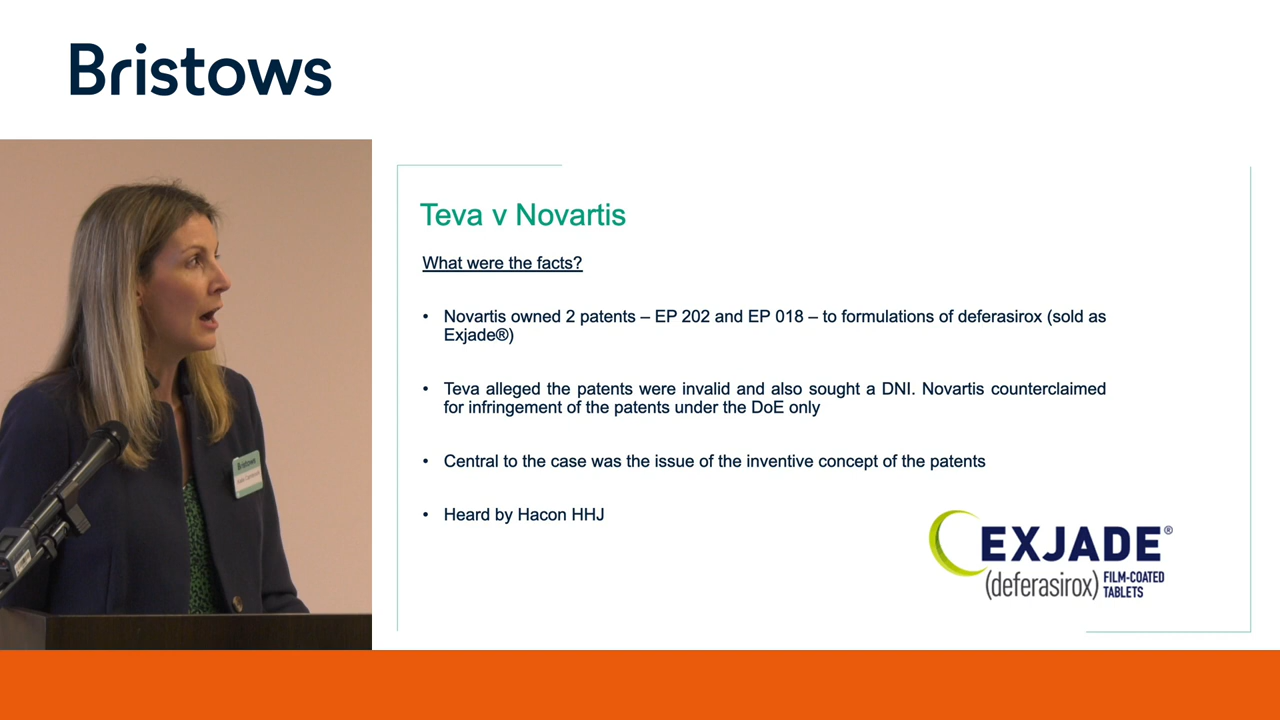 Bristows
Teva v Novartis
What were the facts?
• Novartis owned 2 patents – EP 202 and EP 018 – to formulations of deferasirox (sold as
Exjade®)
• Teva alleged the patents were invalid and also sought a DNI. Novartis counterclaimed
for infringement of the patents under the DoE only
• Central to the case was the issue of the inventive concept of the patents
• Heard by Hacon HHJ
EXJADE®
(deferasirox) FILM-COATED
TABLETS
Bristows